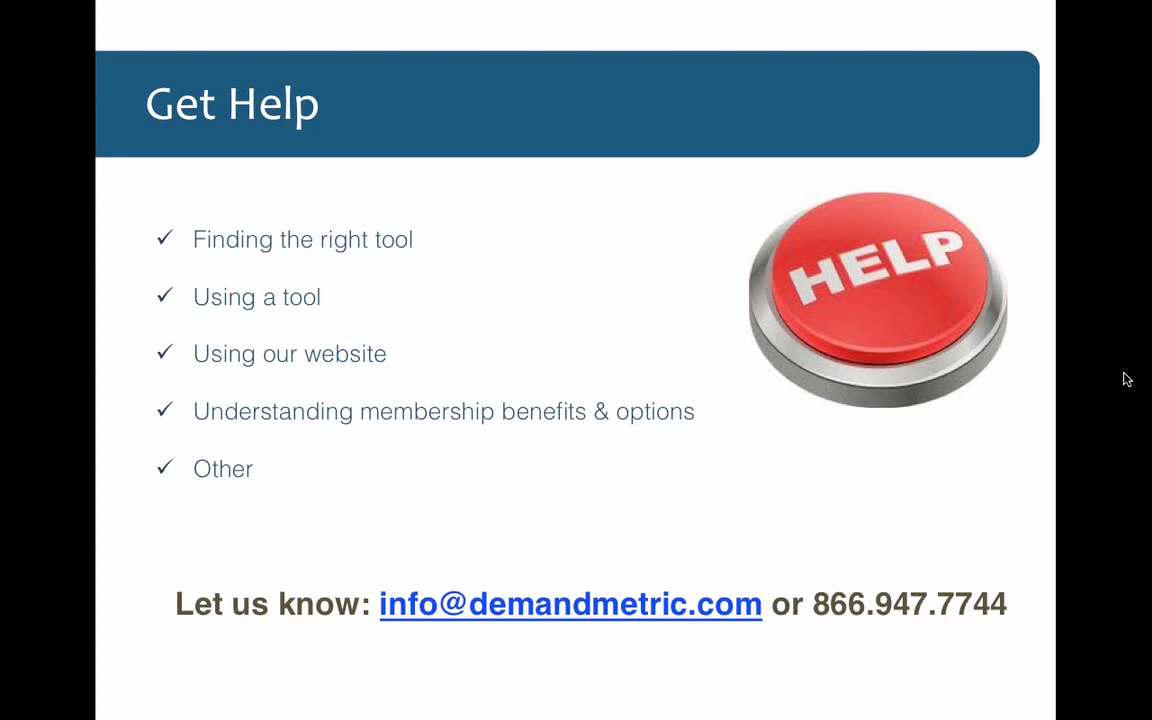 Get Help
HELP
✓ Finding the right tool
✓ Using a tool
✓ Using our website
✓ Understanding membership benefits & options
✓ Other
Let us know: info@demandmetric.com or 866.947.7744